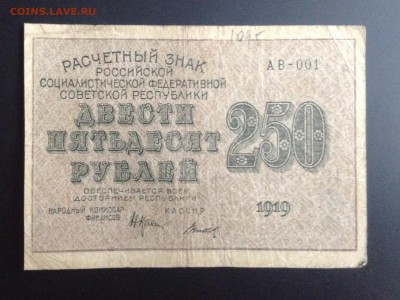 COINS.LAVE.RU
1095
РАСЧЕТНЫЙ ЗНАК
РОССИЙСКОЙ
СОЦИАЛИСТИЧЕСКОЙ ФЕДЕРАТИВНОЙ
СОВЕТСКОЙ РЕСПУБЛИКИ
АВ-001
ДВЕСТИ
ПЯТЬДЕСЯТ
РУБЛЕЙ
250
ОБЕСПЕЧИВАЕТСЯ ВСЕМ
ДОСТОЯНИЕМ РЕСПУБЛИКИ
1919
НАРОДНЫЙ КОМИССАР
ФИНАНСОВ
КАССИР